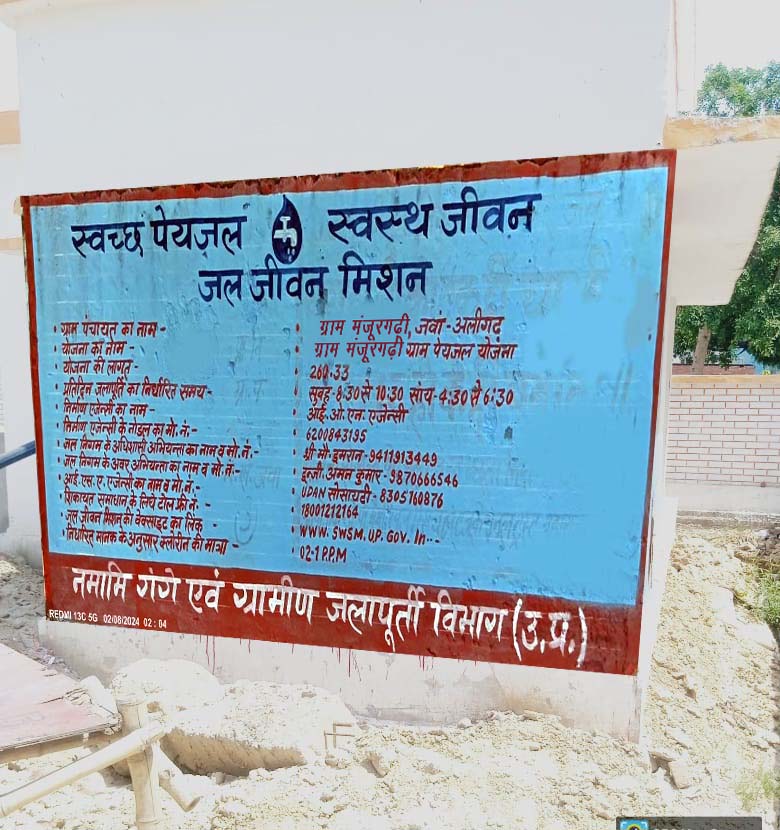 स्वच्छ पेयजल स्वस्थ जीवन
जल जीवन मिशन
• ग्राम पंचायत का नाम - • ग्राम मंजूरगढ़ी, जवां - अलीगढ़
• योजना का नाम - • ग्राम मंजूरगढ़ी ग्राम पेयजल योजना
• योजना की लागत - • 260.33
• प्रतिदिन जलापूर्ति का निर्धारित समय - • सुबह - 8:30 से 10:30 सांय - 4:30 से 6:30
• निर्माण एजेन्सी का नाम - • आई.ओ.एन. एजेन्सी
• निर्माण एजेन्सी के नोडल का मो. नं: - • 6200843195
• जल निगम के अधिशासी अभियन्ता का नाम व मो. नं: - • श्री मौ० इमरान - 9411913449
• जल निगम के अवर अभियन्ता का नाम व मो. नं: - • इन्जी. अमन कुमार - 9870666546
• आई.एस.ए. एजेन्सी का नाम व मो. नं: - • UDAN सोसायटी - 8305160876
• शिकायत समाधान के लिये टोल फ्री नं: - • 18001212164
• जल जीवन मिशन की वेबसाइट का लिंक - • WWW. SWSM. UP. GOV. In --
• निर्धारित मानक के अनुसार क्लोरीन की मात्रा - • 02-1 P.P.M
नमामि गंगे एवं ग्रामीण जलापूर्ती विभाग (उ.प्र.)
REDMI 13C 5G 02/08/2024 02:04